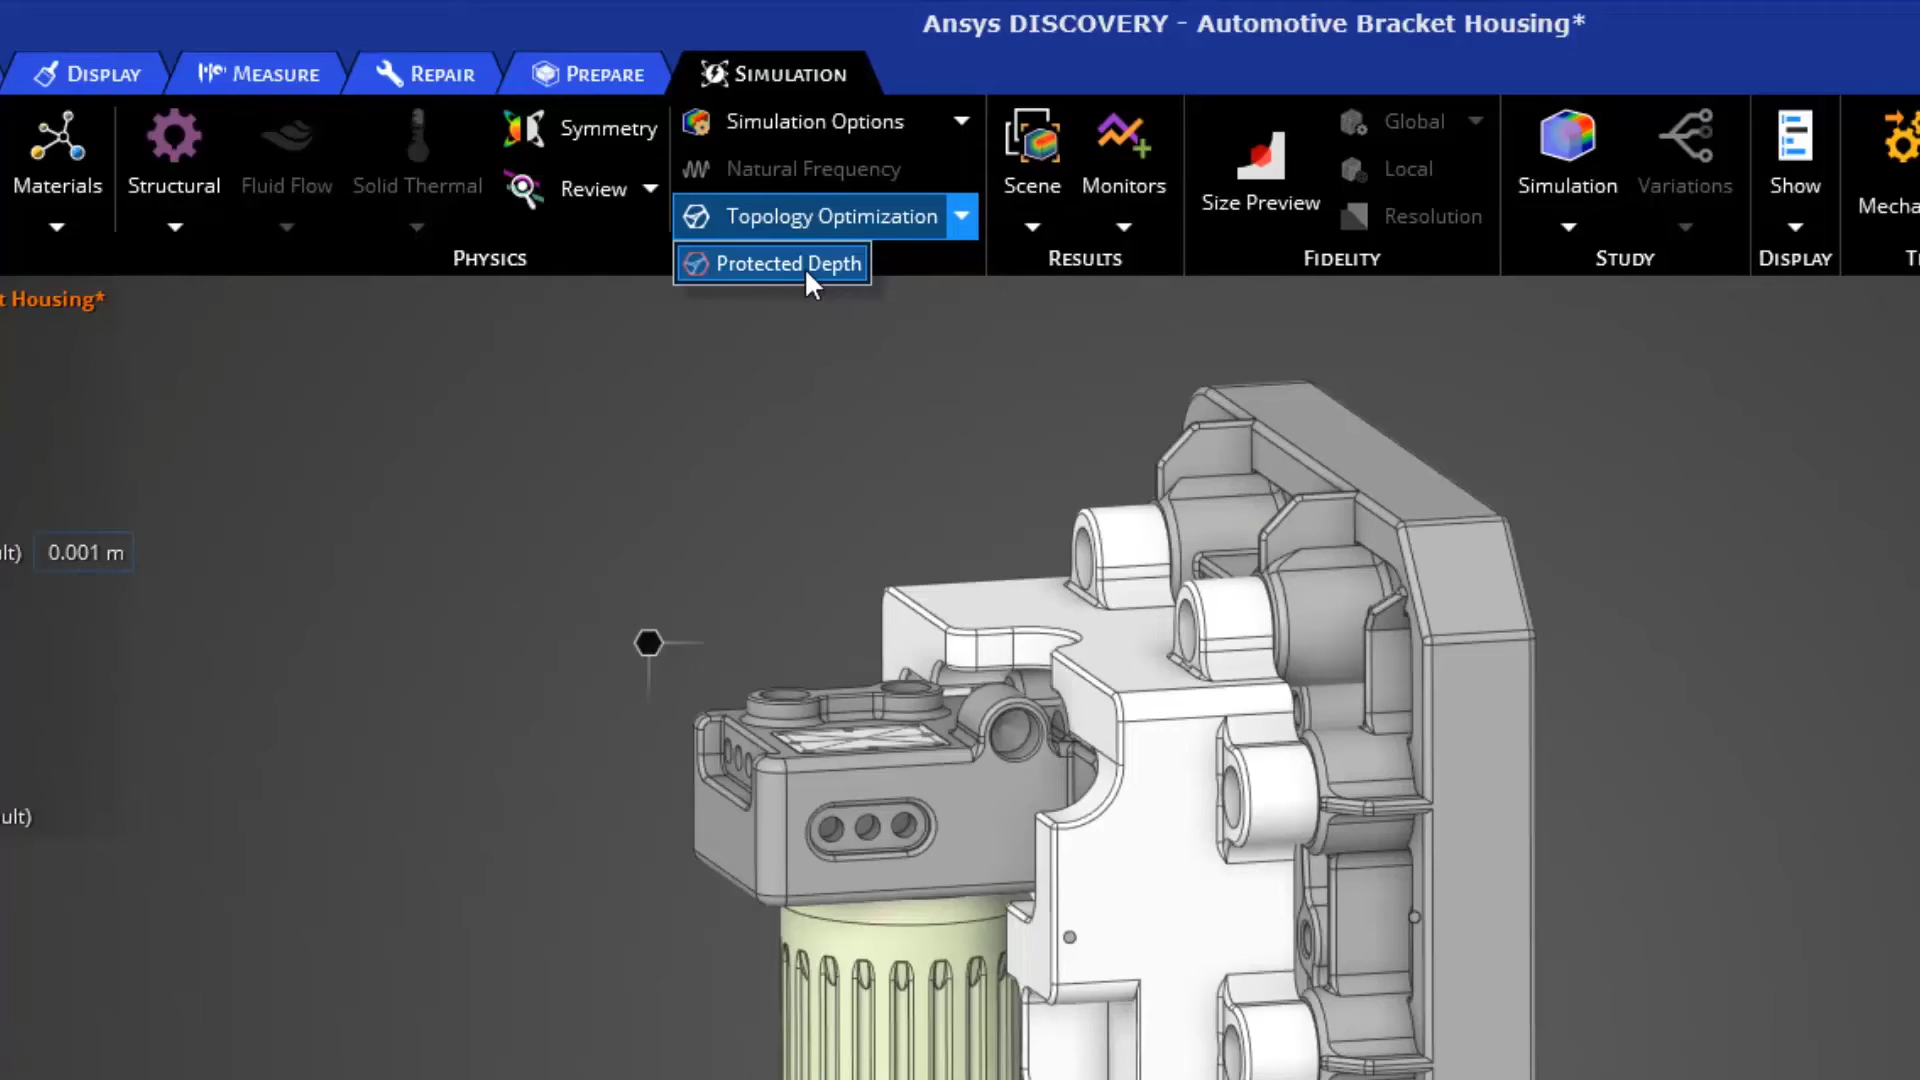 Ansys DISCOVERY - Automotive Bracket Housing*
DISPLAY
MEASURE
REPAIR
PREPARE
SIMULATION
Materials
Structural
Fluid Flow
Solid Thermal
Symmetry
Review
PHYSICS
Simulation Options
Natural Frequency
Topology Optimization
Protected Depth
Scene
Monitors
RESULTS
Size Preview
Global
Local
Resolution
FIDELITY
Simulation
Variations
STUDY
Show
DISPLAY
Mecha
T
t Housing*
ult) 0.001 m
ult)